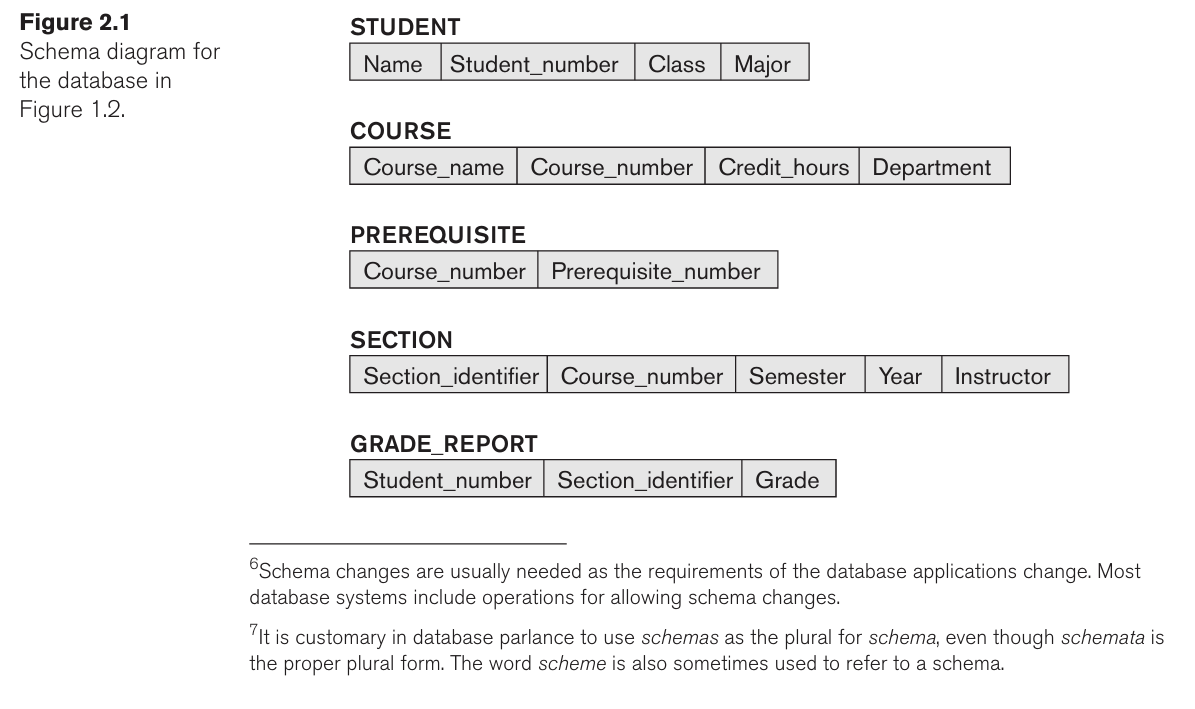 Figure 2.1
Schema diagram for
the database in
Figure 1.2.
STUDENT
Name Student_number Class Major
COURSE
Course_name Course_number Credit_hours Department
PREREQUISITE
Course_number Prerequisite_number
SECTION
Section_identifier Course_number Semester Year Instructor
GRADE_REPORT
Student_number Section_identifier Grade
6Schema changes are usually needed as the requirements of the database applications change. Most
database systems include operations for allowing schema changes.
7It is customary in database parlance to use schemas as the plural for schema, even though schemata is
the proper plural form. The word scheme is also sometimes used to refer to a schema.